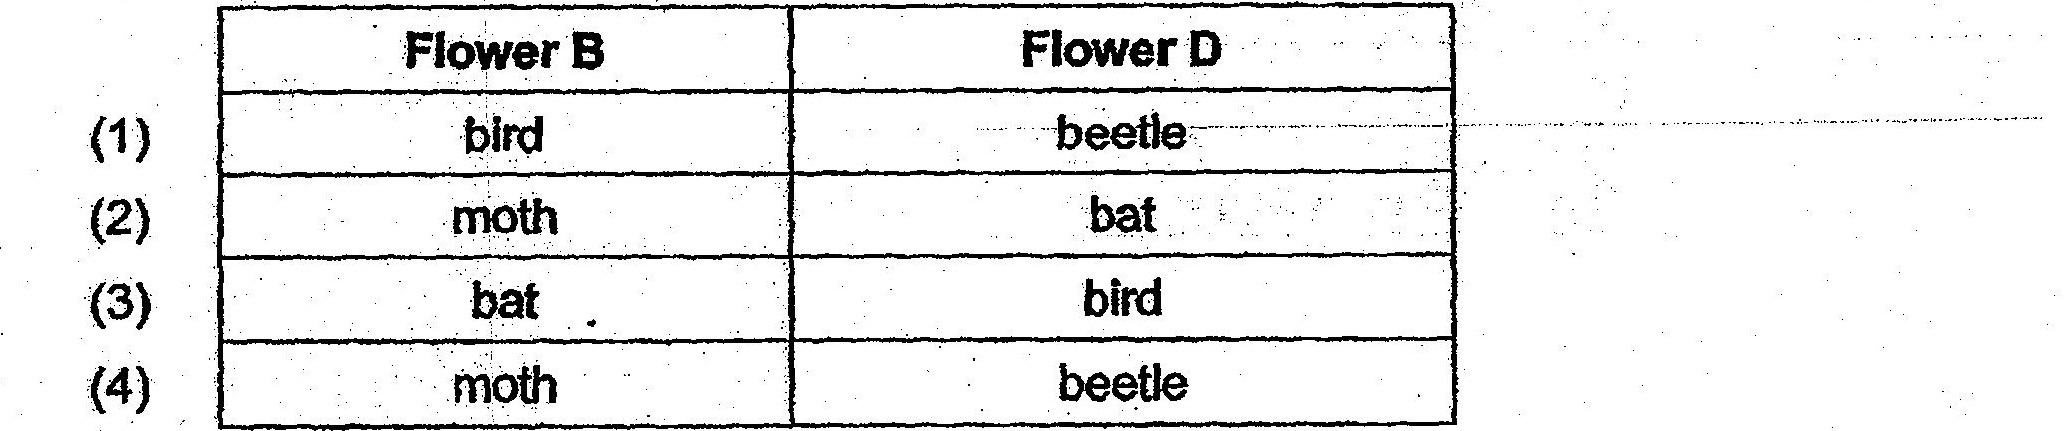 Flower B Flower D
(1) bird beetle
(2) moth bat
(3) bat bird
(4) moth beetle